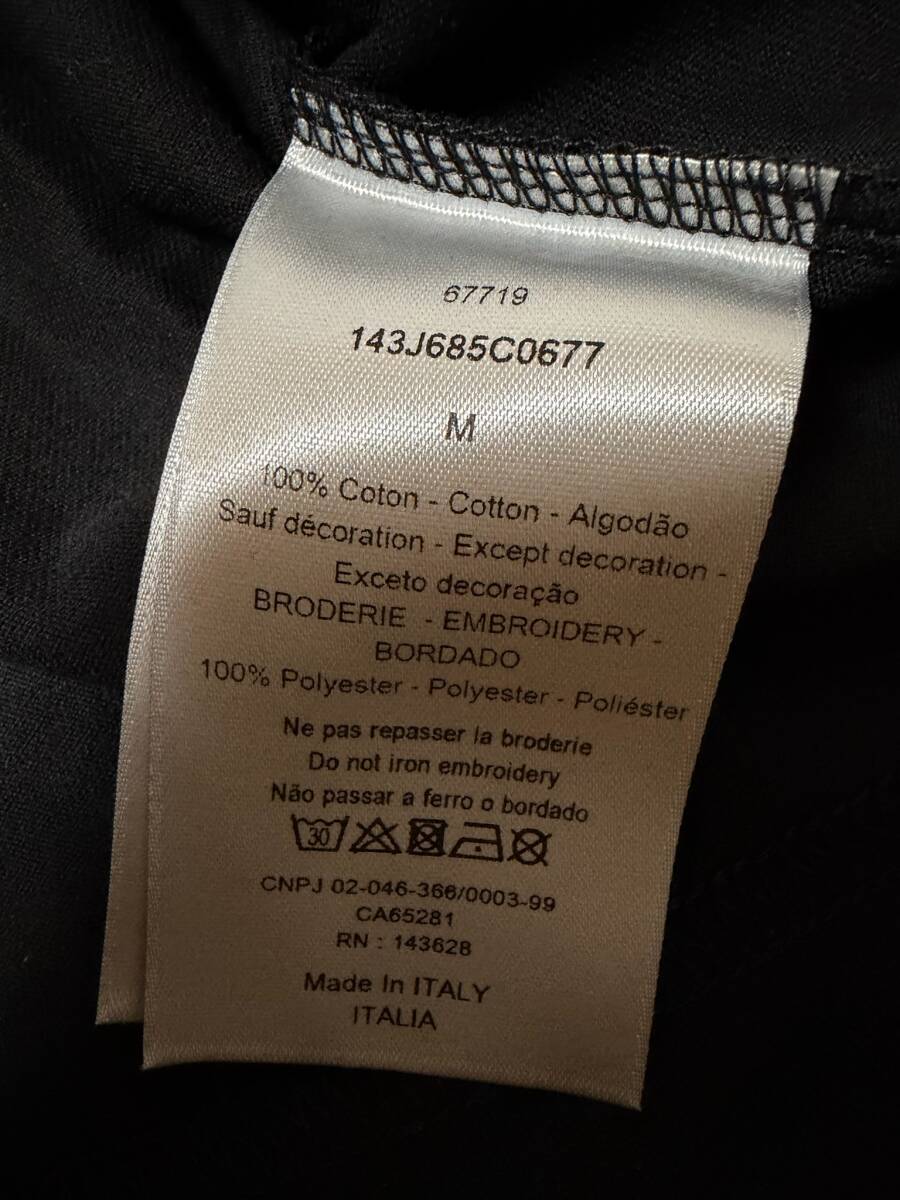 67719
143J685C0677
M
100% Coton - Cotton - Algodão
Sauf décoration - Except decoration -
Exceto decoração
BRODERIE - EMBROIDERY -
BORDADO
100% Polyester - Polyester - Poliéster
Ne pas repasser la broderie
Do not iron embroidery
Não passar a ferro o bordado
30
CNPJ 02-046-366/0003-99
CA65281
RN : 143628
Made In ITALY
ITALIA